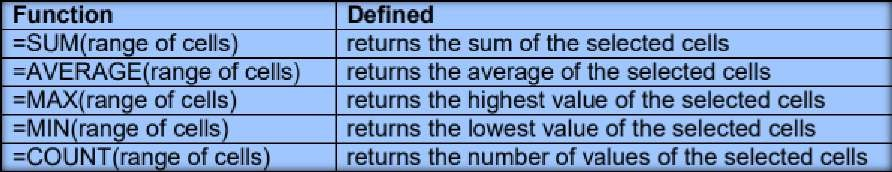 Function Defined
=SUM(range of cells) returns the sum of the selected cells
=AVERAGE(range of cells) returns the average of the selected cells
=MAX(range of cells) returns the highest value of the selected cells
=MIN(range of cells) returns the lowest value of the selected cells
=COUNT(range of cells) returns the number of values of the selected cells